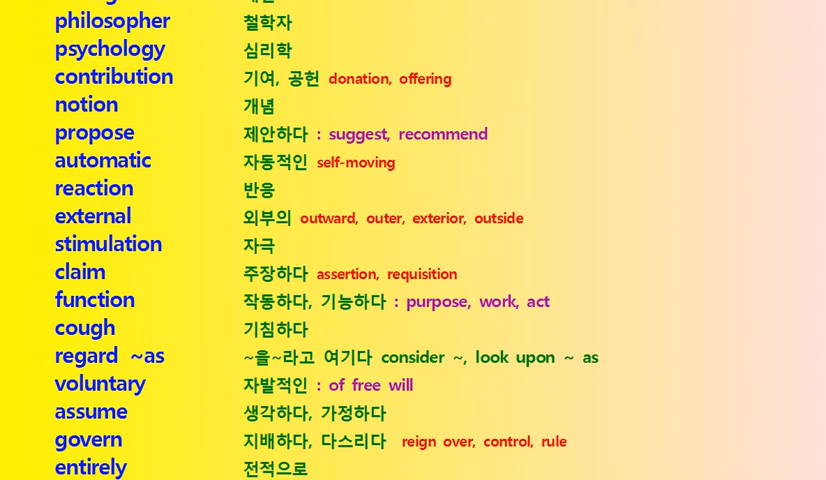 philosopher 철학자
psychology 심리학
contribution 기여, 공헌 donation, offering
notion 개념
propose 제안하다 : suggest, recommend
automatic 자동적인 self-moving
reaction 반응
external 외부의 outward, outer, exterior, outside
stimulation 자극
claim 주장하다 assertion, requisition
function 작동하다, 기능하다 : purpose, work, act
cough 기침하다
regard ~as ~을~라고 여기다 consider ~, look upon ~ as
voluntary 자발적인 : of free will
assume 생각하다, 가정하다
govern 지배하다, 다스리다 reign over, control, rule
entirely 전적으로